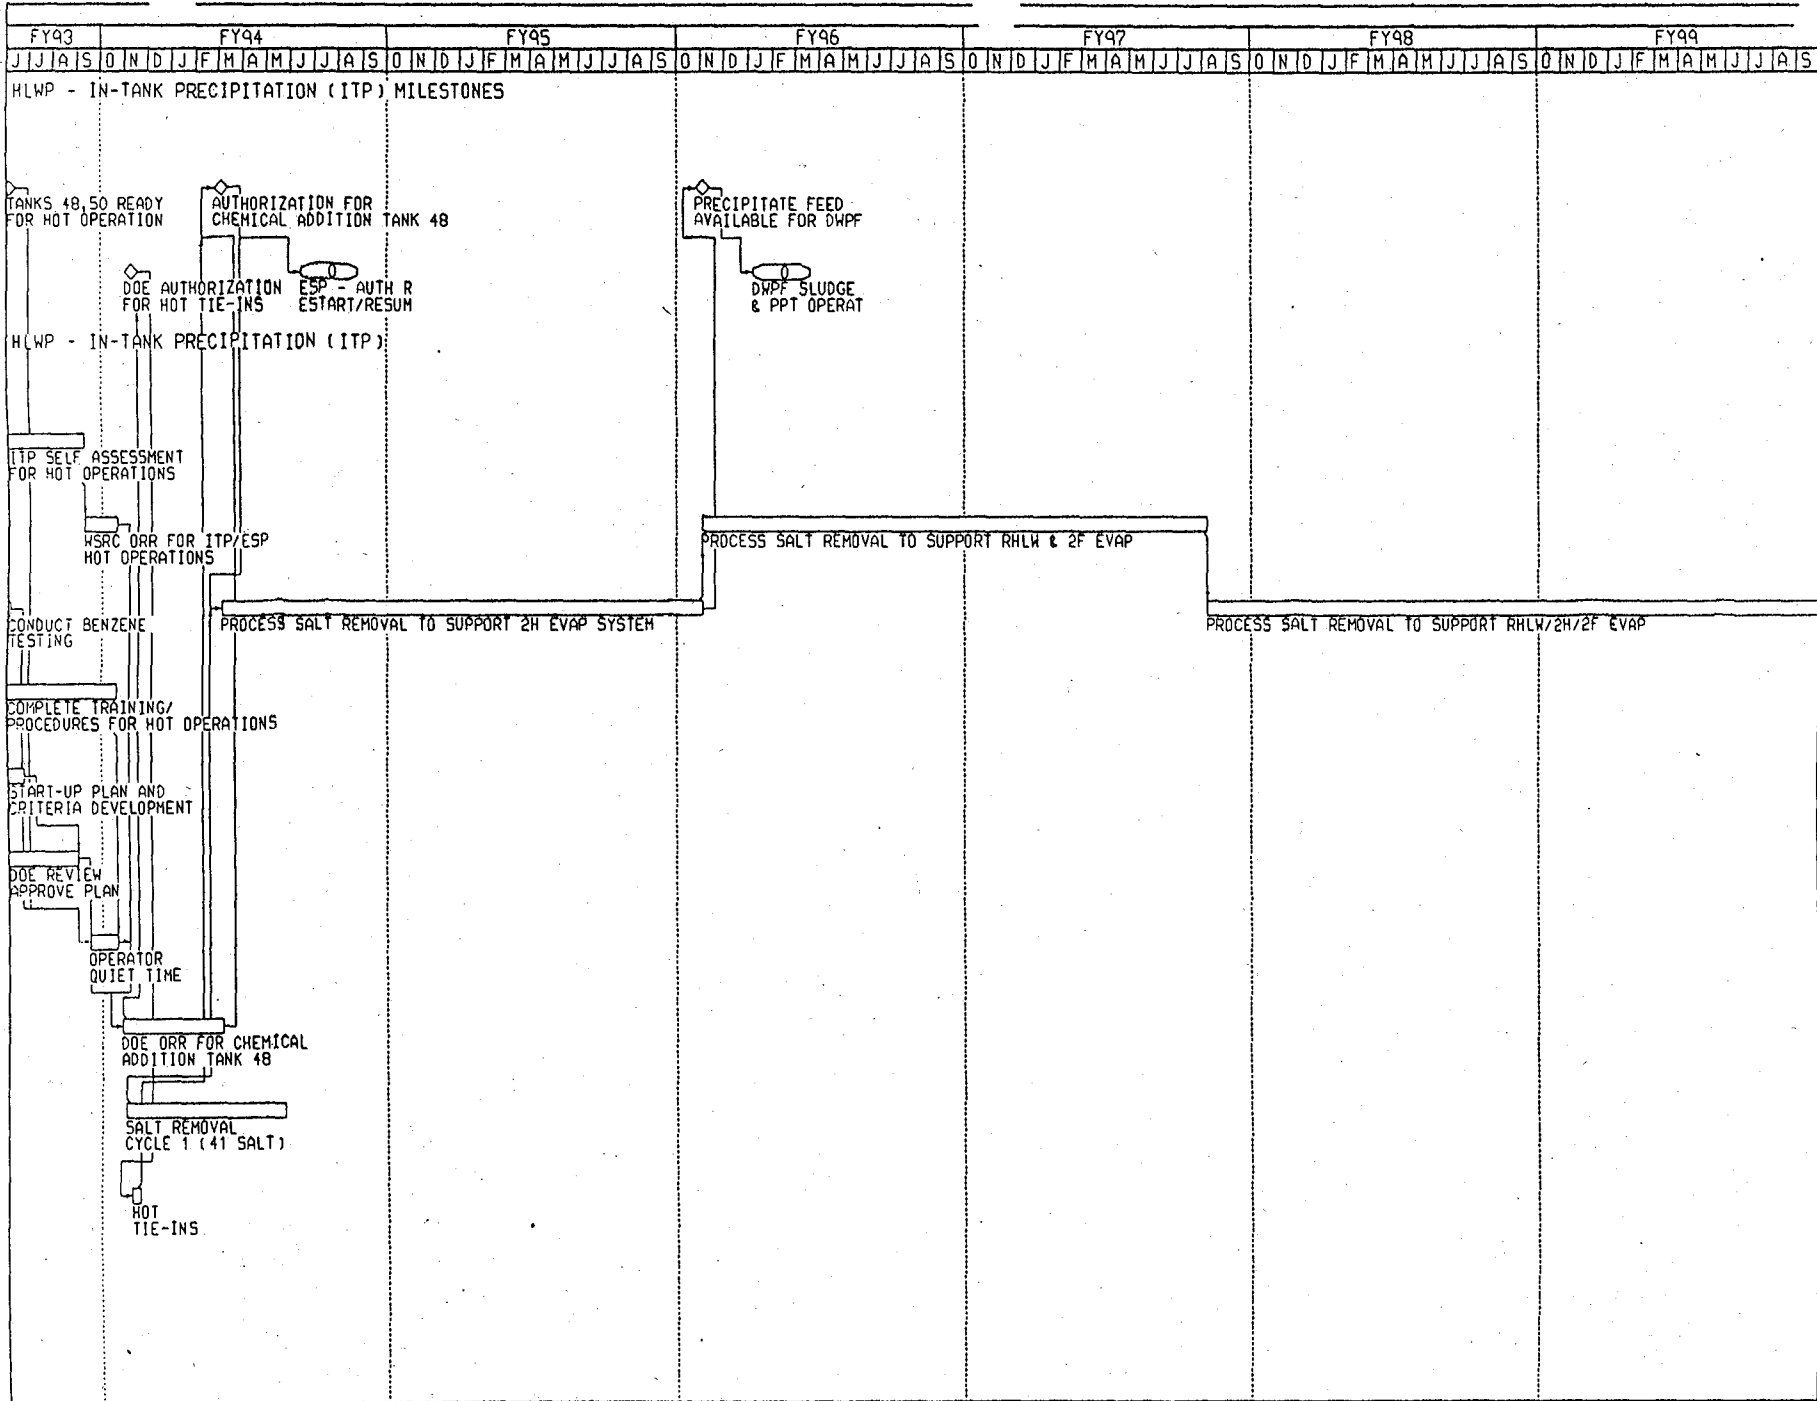 FY93 FY94 FY95 FY96 FY97 FY98 FY99
J J A S O N D J F M A M J J A S O N D J F M A M J J A S O N D J F M A M J J A S O N D J F M A M J J A S O N D J F M A M J J A S O N D J F M A M J J A S
HLWP - IN-TANK PRECIPITATION (ITP) MILESTONES
TANKS 48,50 READY
FOR HOT OPERATION
AUTHORIZATION FOR
CHEMICAL ADDITION TANK 48
PRECIPITATE FEED
AVAILABLE FOR DWPF
DOE AUTHORIZATION
FOR HOT TIE-INS
ESP - AUTH R
ESTART/RESUM
DWPF SLUDGE
& PPT OPERAT
HLWP - IN-TANK PRECIPITATION (ITP)
ITP SELF ASSESSMENT
FOR HOT OPERATIONS
WSRC ORR FOR ITP/ESP
HOT OPERATIONS
PROCESS SALT REMOVAL TO SUPPORT RHLW & 2F EVAP
CONDUCT BENZENE
TESTING
PROCESS SALT REMOVAL TO SUPPORT 2H EVAP SYSTEM
PROCESS SALT REMOVAL TO SUPPORT RHLW/2H/2F EVAP
COMPLETE TRAINING/
PROCEDURES FOR HOT OPERATIONS
START-UP PLAN AND
CRITERIA DEVELOPMENT
DOE REVIEW
APPROVE PLAN
OPERATOR
QUIET TIME
DOE ORR FOR CHEMICAL
ADDITION TANK 48
SALT REMOVAL
CYCLE 1 (41 SALT)
HOT
TIE-INS